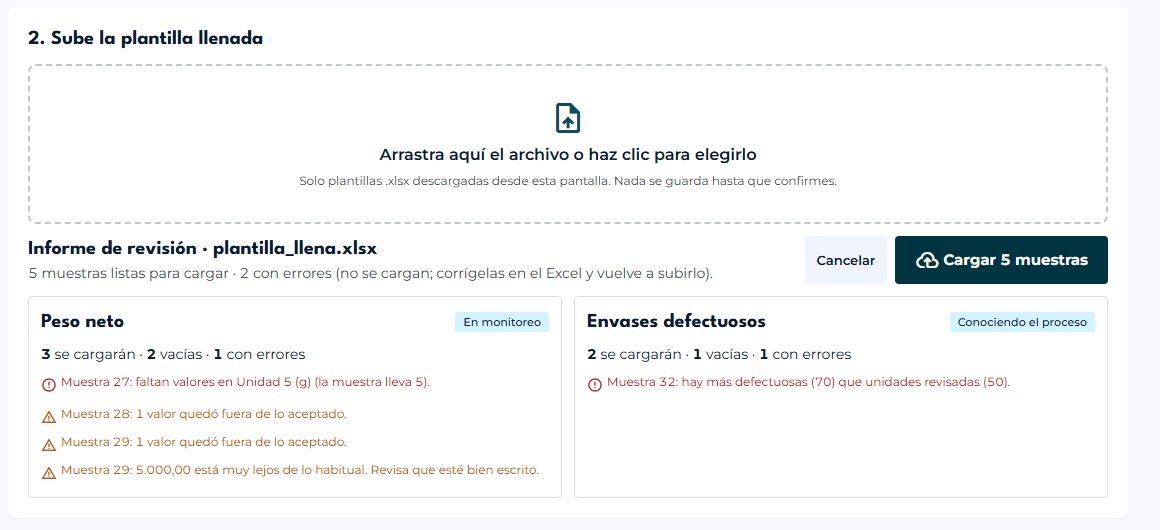 2. Sube la plantilla llenada
Arrastra aquí el archivo o haz clic para elegirlo
Solo plantillas .xlsx descargadas desde esta pantalla. Nada se guarda hasta que confirmes.
Informe de revisión · plantilla_llena.xlsx
5 muestras listas para cargar · 2 con errores (no se cargan; corrígelas en el Excel y vuelve a subirlo).
Cancelar
Cargar 5 muestras
Peso neto
En monitoreo
3 se cargarán · 2 vacías · 1 con errores
Muestra 27: faltan valores en Unidad 5 (g) (la muestra lleva 5).
Muestra 28: 1 valor quedó fuera de lo aceptado.
Muestra 29: 1 valor quedó fuera de lo aceptado.
Muestra 29: 5.000,00 está muy lejos de lo habitual. Revisa que esté bien escrito.
Envases defectuosos
Conociendo el proceso
2 se cargarán · 1 vacías · 1 con errores
Muestra 32: hay más defectuosas (70) que unidades revisadas (50).